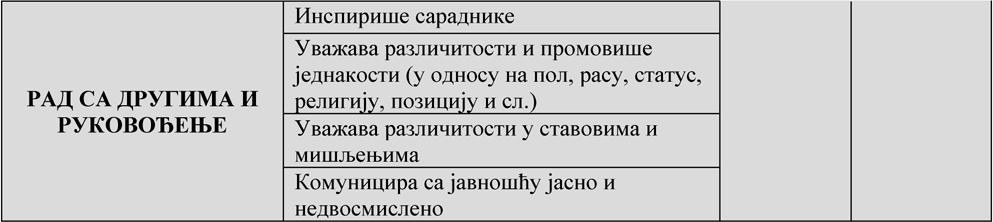 РАД СА ДРУГИМА И
РУКОВОЂЕЊЕ
Инспирише сараднике
Уважава различитости и промовише
једнакости (у односу на пол, расу, статус,
религију, позицију и сл.)
Уважава различитости у ставовима и
мишљењима
Комуницира са јавношћу јасно и
недвосмислено